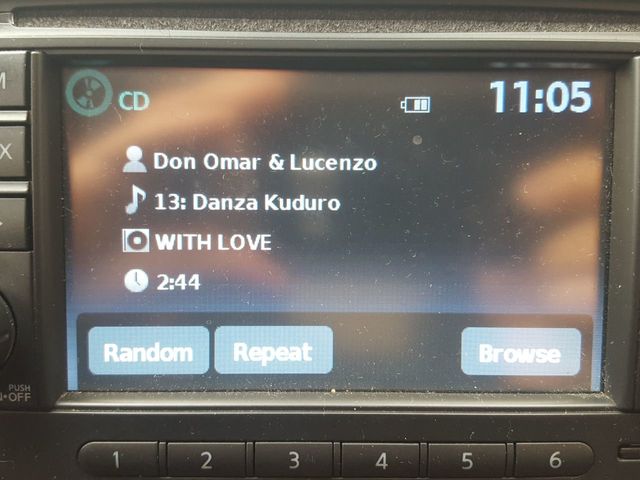 CD
11:05
Don Omar & Lucenzo
13: Danza Kuduro
WITH LOVE
2:44
Random Repeat Browse
PUSH
1 2 3 4 5 6